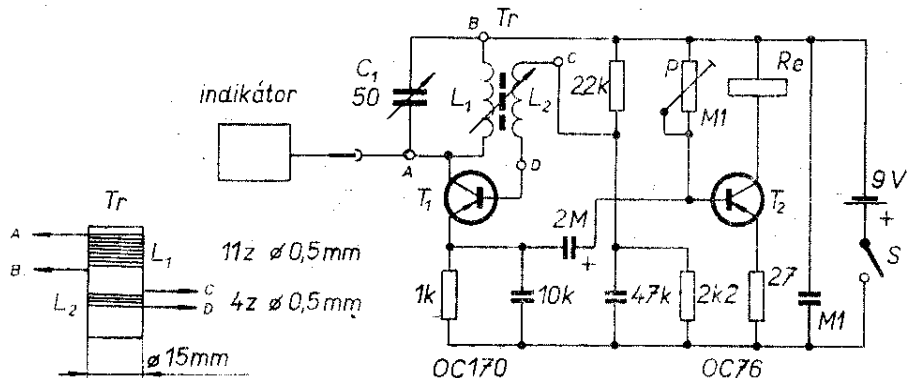 Tr
B
C₁
50
L₁
L₂
C
22k
P
M1
Re
indikátor
A
D
T₁
T₂
9V
+
S
2M
+
1k
10k
47k
2k2
27
M1
OC170
OC76
Tr
A
L₁
11z ø 0,5mm
B
L₂
C
D
4z ø 0,5mm
ø 15mm